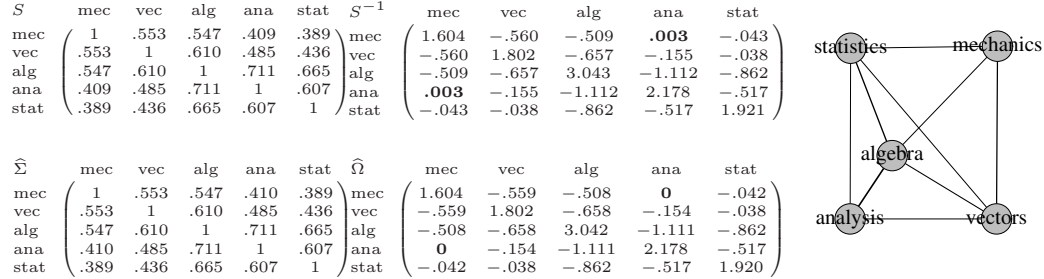 S mec vec alg ana stat
mec 1 .553 .547 .409 .389
vec .553 1 .610 .485 .436
alg .547 .610 1 .711 .665
ana .409 .485 .711 1 .607
stat .389 .436 .665 .607 1
S⁻¹ mec vec alg ana stat
mec 1.604 −.560 −.509 .003 −.043
vec −.560 1.802 −.657 −.155 −.038
alg −.509 −.657 3.043 −1.112 −.862
ana .003 −.155 −1.112 2.178 −.517
stat −.043 −.038 −.862 −.517 1.921
Σ̂ mec vec alg ana stat
mec 1 .553 .547 .410 .389
vec .553 1 .610 .485 .436
alg .547 .610 1 .711 .665
ana .410 .485 .711 1 .607
stat .389 .436 .665 .607 1
Ω̂ mec vec alg ana stat
mec 1.604 −.559 −.508 0 −.042
vec −.559 1.802 −.658 −.154 −.038
alg −.508 −.658 3.042 −1.111 −.862
ana 0 −.154 −1.111 2.178 −.517
stat −.042 −.038 −.862 −.517 1.920
statistics mechanics
algebra
analysis vectors